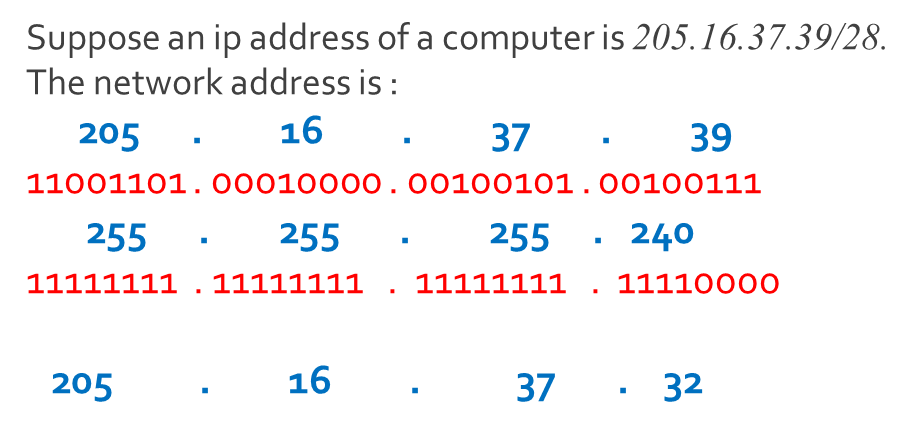 Suppose an ip address of a computer is 205.16.37.39/28.
The network address is :
205 . 16 . 37 . 39
11001101 . 00010000 . 00100101 . 00100111
255 . 255 . 255 . 240
11111111 . 11111111 . 11111111 . 11110000
205 . 16 . 37 . 32